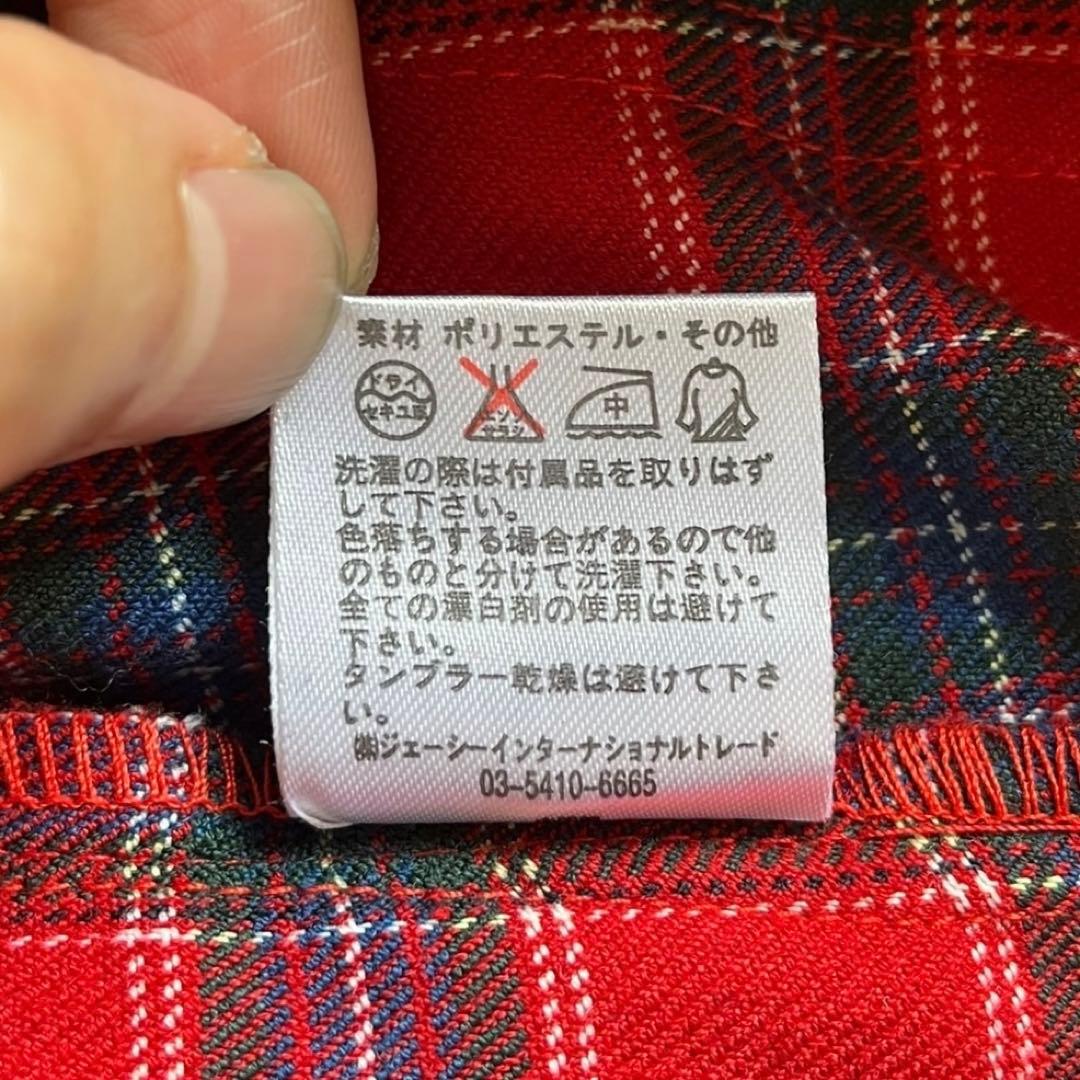 素材 ポリエステル・その他
ドライ
セキユ系
エンソ
サラシ
中
洗濯の際は付属品を取りはず
して下さい。
色落ちする場合があるので他
のものと分けて洗濯下さい。
全ての漂白剤の使用は避けて
下さい。
タンブラー乾燥は避けて下さ
い。
㈱ジェーシーインターナショナルトレード
03-5410-6665